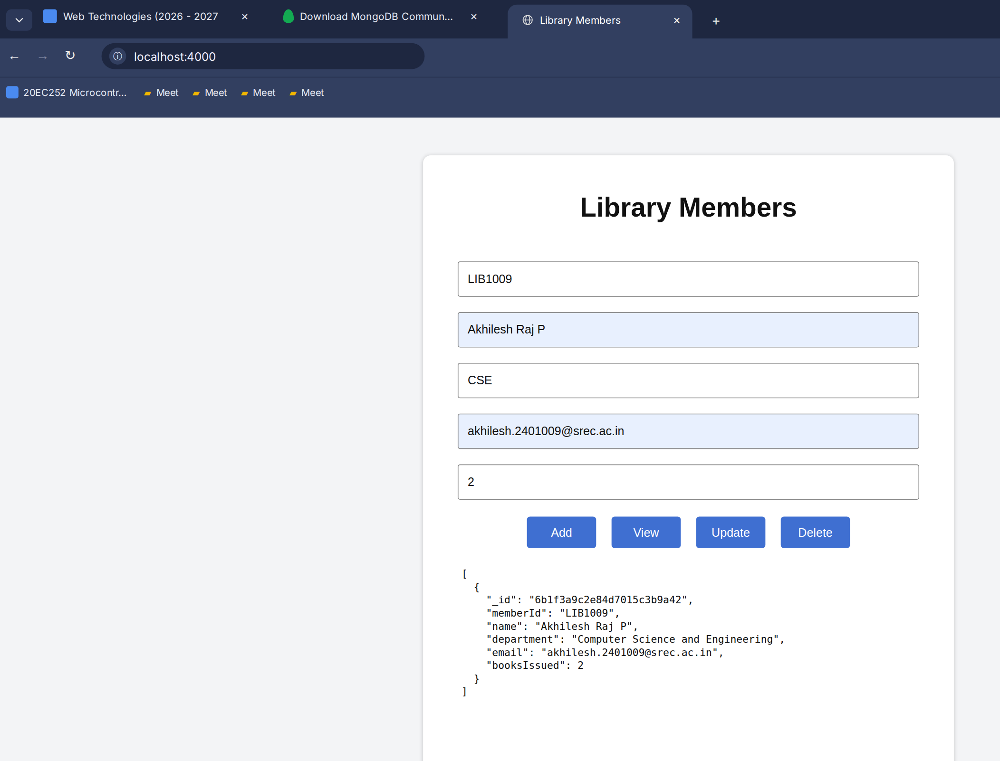 Web Technologies (2026 - 2027
Download MongoDB Commun...
Library Members
localhost:4000
20EC252 Microcontr... Meet Meet Meet Meet
Library Members
LIB1009
Akhilesh Raj P
CSE
akhilesh.2401009@srec.ac.in
2
Add View Update Delete
[
  {
    "_id": "6b1f3a9c2e84d7015c3b9a42",
    "memberId": "LIB1009",
    "name": "Akhilesh Raj P",
    "department": "Computer Science and Engineering",
    "email": "akhilesh.2401009@srec.ac.in",
    "booksIssued": 2
  }
]